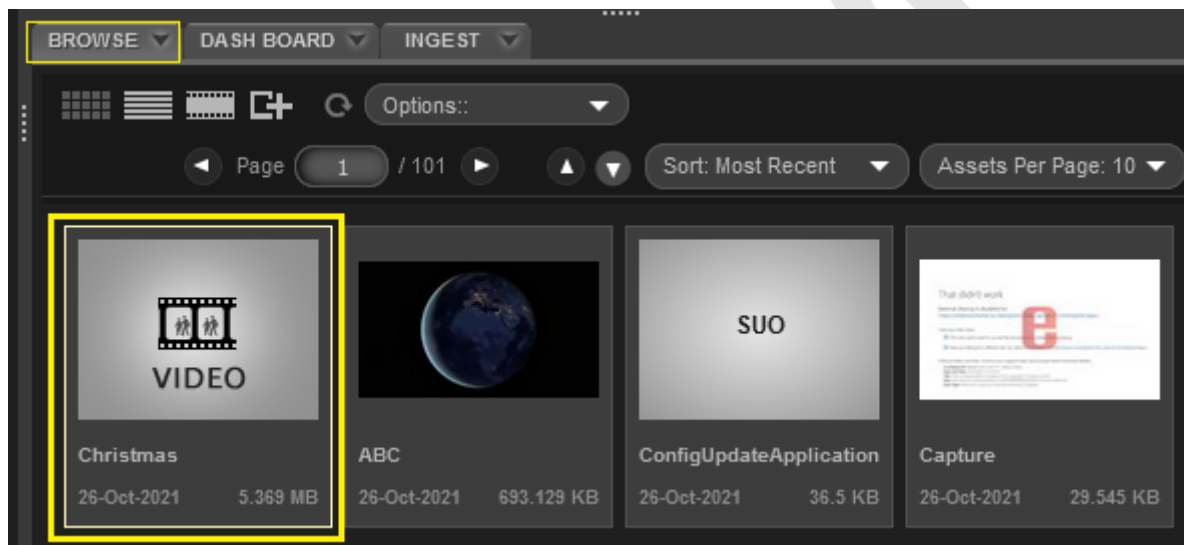 BROWSE DASH BOARD INGEST
Options::
Page 1 / 101 Sort: Most Recent Assets Per Page: 10
VIDEO
SUO
That didn't work
e
Christmas ABC ConfigUpdateApplication Capture
26-Oct-2021 5.369 MB 26-Oct-2021 693.129 KB 26-Oct-2021 36.5 KB 26-Oct-2021 29.545 KB